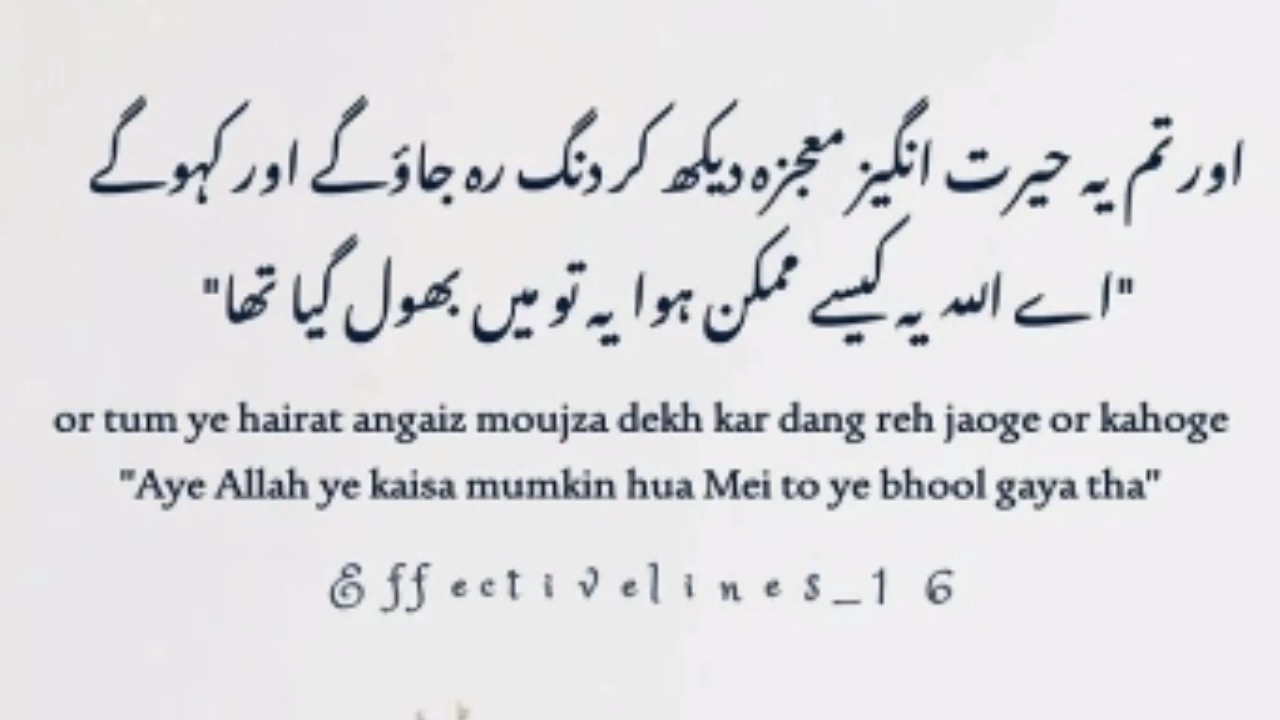 اور تم یہ حیرت انگیز معجزہ دیکھ کر دنگ رہ جاؤ گے اور کہو گے
"اے اللہ یہ کیسے ممکن ہوا یہ تو میں بھول گیا تھا"
or tum ye hairat angaiz moujza dekh kar dang reh jaoge or kahoge
"Aye Allah ye kaisa mumkin hua Mei to ye bhool gaya tha"
Effectivelines_16